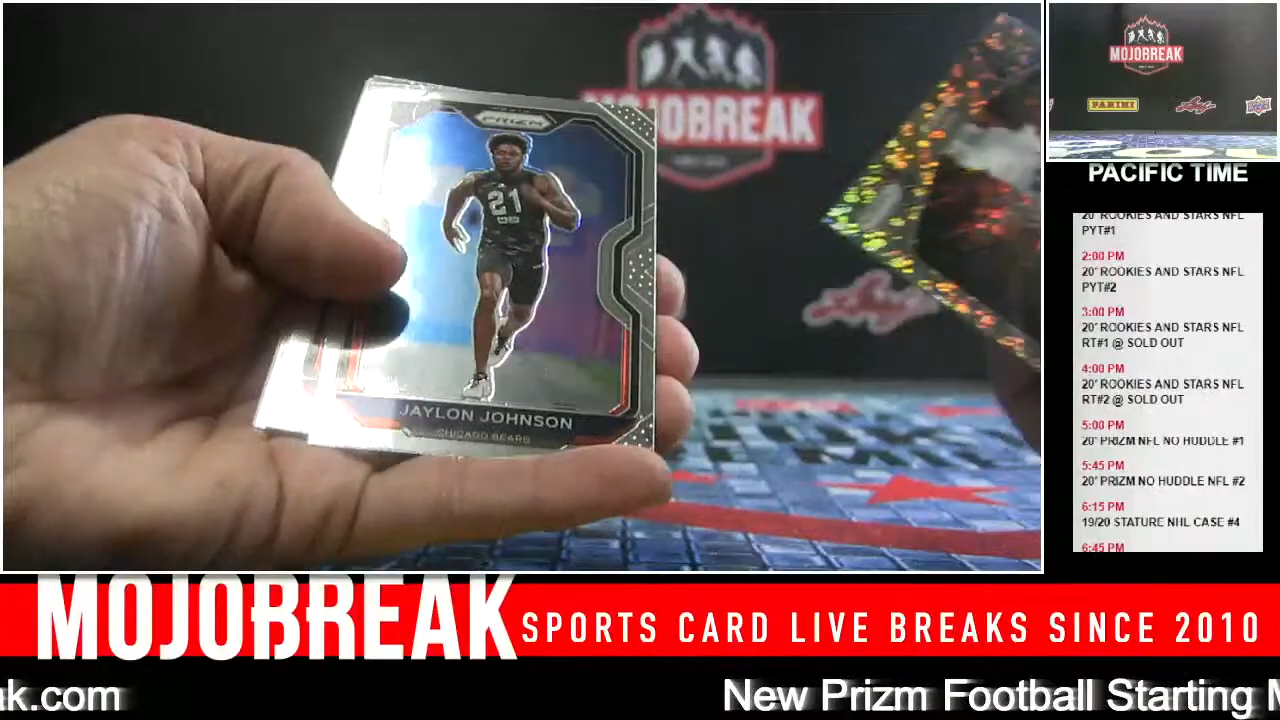 PRIZM
21
JAYLON JOHNSON
CHICAGO BEARS
MOJOBREAK
MOJOBREAK
PANINI
Leaf
PACIFIC TIME
20' ROOKIES AND STARS NFL
PYT#1
2:00 PM
20' ROOKIES AND STARS NFL
PYT#2
3:00 PM
20' ROOKIES AND STARS NFL
RT#1 @ SOLD OUT
4:00 PM
20' ROOKIES AND STARS NFL
RT#2 @ SOLD OUT
5:00 PM
20' PRIZM NFL NO HUDDLE #1
5:45 PM
20' PRIZM NO HUDDLE NFL #2
6:15 PM
19/20 STATURE NHL CASE #4
6:45 PM
MOJOBREAK
SPORTS CARD LIVE BREAKS SINCE 2010
ak.com
New Prizm Football Starting